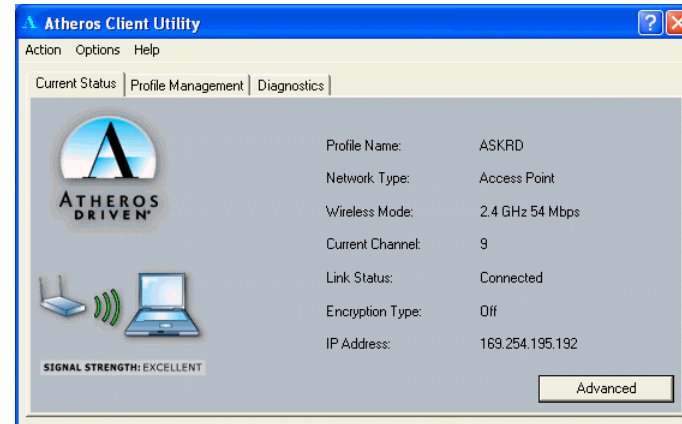 Atheros Client Utility
Action Options Help
Current Status Profile Management Diagnostics
ATHEROS
DRIVEN
Profile Name: ASKRD
Network Type: Access Point
Wireless Mode: 2.4 GHz 54 Mbps
Current Channel: 9
Link Status: Connected
Encryption Type: Off
IP Address: 169.254.195.192
SIGNAL STRENGTH: EXCELLENT
Advanced